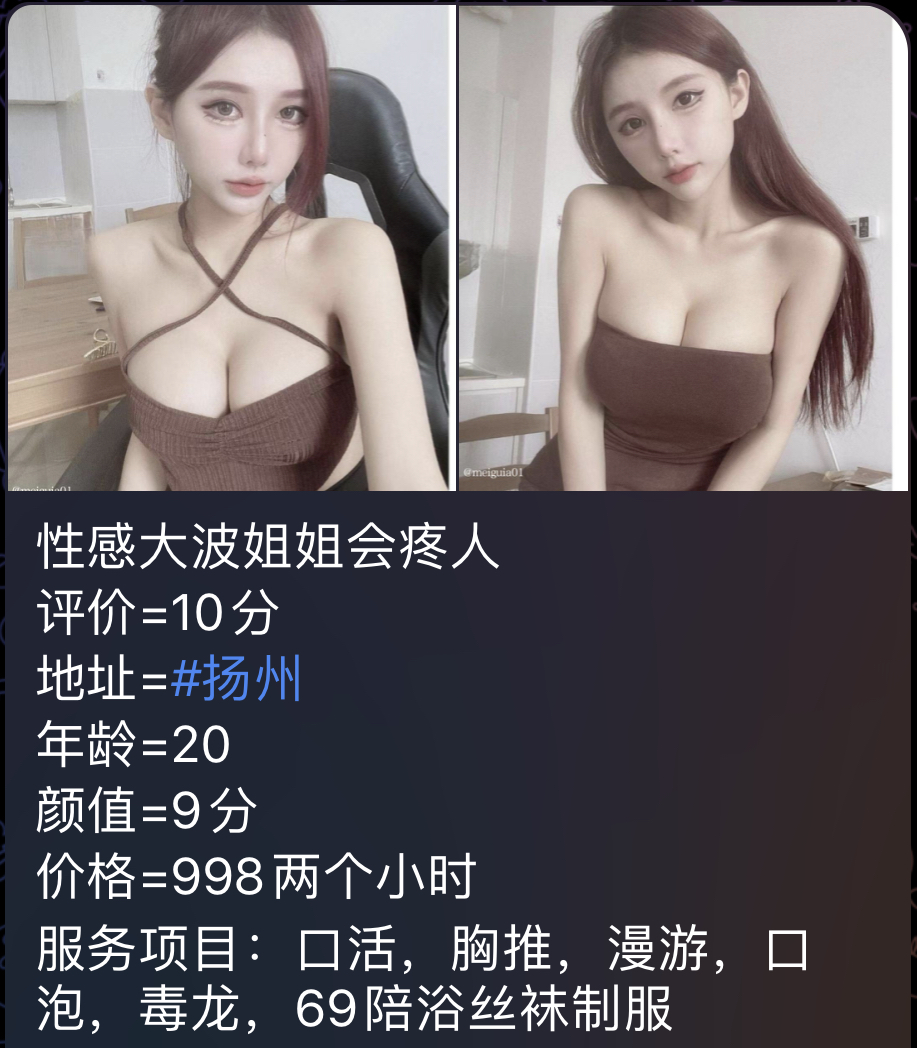 @meiguia01
@meiguia01
性感大波姐姐会疼人
评价=10分
地址=#扬州
年龄=20
颜值=9分
价格=998两个小时
服务项目：口活，胸推，漫游，口
泡，毒龙，69陪浴丝袜制服